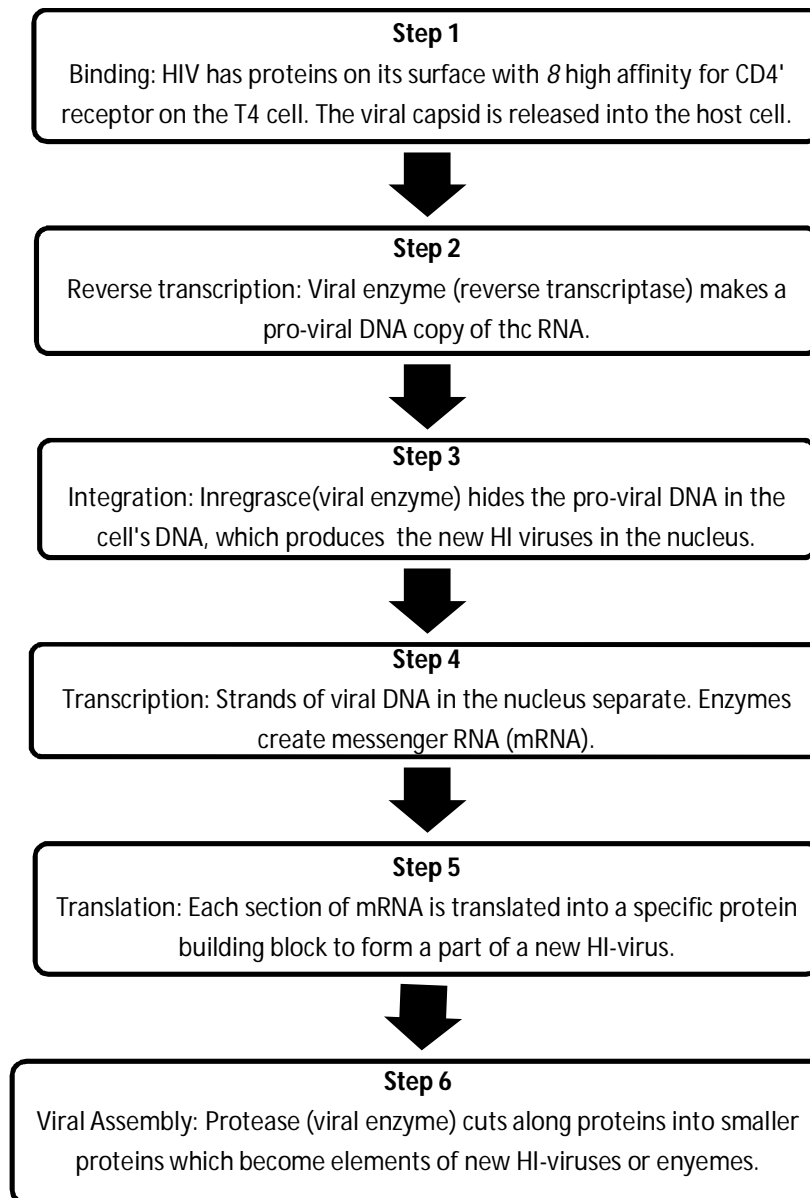 Step 1
Binding: HIV has proteins on its surface with 8 high affinity for CD4'
receptor on the T4 cell. The viral capsid is released into the host cell.
Step 2
Reverse transcription: Viral enzyme (reverse transcriptase) makes a
pro-viral DNA copy of thc RNA.
Step 3
Integration: Inregrasce(viral enzyme) hides the pro-viral DNA in the
cell's DNA, which produces the new HI viruses in the nucleus.
Step 4
Transcription: Strands of viral DNA in the nucleus separate. Enzymes
create messenger RNA (mRNA).
Step 5
Translation: Each section of mRNA is translated into a specific protein
building block to form a part of a new HI-virus.
Step 6
Viral Assembly: Protease (viral enzyme) cuts along proteins into smaller
proteins which become elements of new HI-viruses or enyemes.